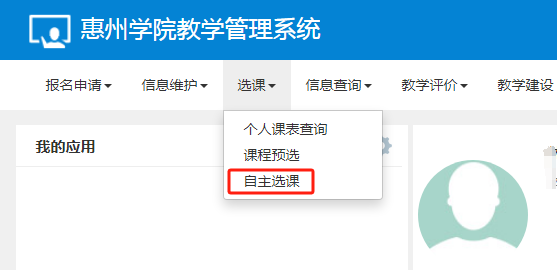 惠州学院教学管理系统
报名申请 信息维护 选课 信息查询 教学评价 教学建设
个人课表查询
课程预选
自主选课
我的应用